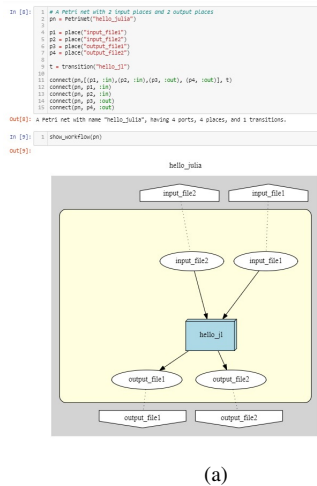 In [8]:
1 # A Petri net with 2 input places and 2 output places
2 pn = PetriNet("hello_julia")
3
4 p1 = place("input_file1")
5 p2 = place("input_file2")
6 p3 = place("output_file1")
7 p4 = place("output_file2")
8
9 t = transition("hello_jl")
10
11 connect(pn,[(p1, :in),(p2, :in),(p3, :out), (p4, :out)], t)
12 connect(pn, p1, :in)
13 connect(pn, p2, :in)
14 connect(pn, p3, :out)
15 connect(pn, p4, :out)
Out[8]: A Petri net with name "hello_julia", having 4 ports, 4 places, and 1 transitions.
In [9]: 1 show_workflow(pn)
Out[9]:
hello_julia
input_file2 input_file1
input_file2 input_file1
hello_jl
output_file1 output_file2
output_file1 output_file2
(a)